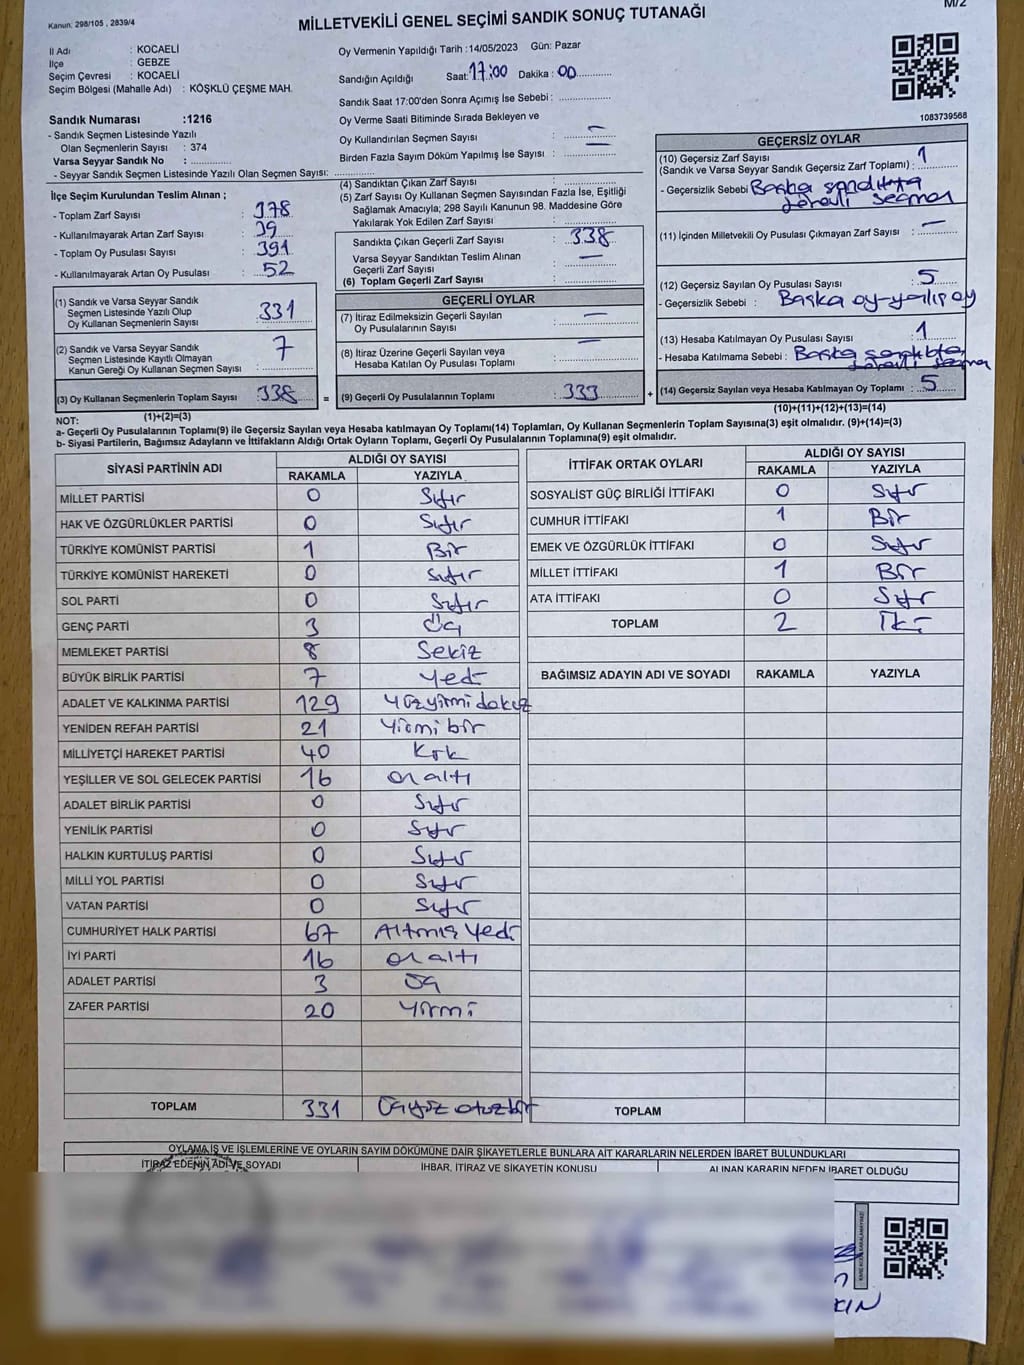 Kanun: 298/105 , 2839/4
M/2
MİLLETVEKİLİ GENEL SEÇİMİ SANDIK SONUÇ TUTANAĞI
İl Adı : KOCAELİ
İlçe : GEBZE
Seçim Çevresi : KOCAELİ
Seçim Bölgesi (Mahalle Adı) : KÖŞKLÜ ÇEŞME MAH.
Oy Vermenin Yapıldığı Tarih :14/05/2023 Gün: Pazar
Sandığın Açıldığı Saat:17:00 Dakika : 00
Sandık Saat 17:00'den Sonra Açımış İse Sebebi :
Oy Verme Saati Bitiminde Sırada Bekleyen ve
Oy Kullandırılan Seçmen Sayısı : —
Birden Fazla Sayım Döküm Yapılmış İse Sayısı : —
1083739568
Sandık Numarası :1216
- Sandık Seçmen Listesinde Yazılı
Olan Seçmenlerin Sayısı : 374
Varsa Seyyar Sandık No :
- Seyyar Sandık Seçmen Listesinde Yazılı Olan Seçmen Sayısı:
İlçe Seçim Kurulundan Teslim Alınan ;
- Toplam Zarf Sayısı : 378
- Kullanılmayarak Artan Zarf Sayısı : 39
- Toplam Oy Pusulası Sayısı : 391
- Kullanılmayarak Artan Oy Pusulası : 52
(1) Sandık ve Varsa Seyyar Sandık
Seçmen Listesinde Yazılı Olup
Oy Kullanan Seçmenlerin Sayısı : 331
(2) Sandık ve Varsa Seyyar Sandık
Seçmen Listesinde Kayıtlı Olmayan
Kanun Gereği Oy Kullanan Seçmen Sayısı : 7
(3) Oy Kullanan Seçmenlerin Toplam Sayısı : 338 =
(1)+(2)=(3)
(4) Sandıktan Çıkan Zarf Sayısı :
(5) Zarf Sayısı Oy Kullanan Seçmen Sayısından Fazla İse, Eşitliği
Sağlamak Amacıyla; 298 Sayılı Kanunun 98. Maddesine Göre
Yakılarak Yok Edilen Zarf Sayısı :
Sandıkta Çıkan Geçerli Zarf Sayısı : 338
Varsa Seyyar Sandıktan Teslim Alınan
Geçerli Zarf Sayısı : —
(6) Toplam Geçerli Zarf Sayısı :
GEÇERLİ OYLAR
(7) İtiraz Edilmeksizin Geçerli Sayılan
Oy Pusulalarının Sayısı : —
(8) İtiraz Üzerine Geçerli Sayılan veya
Hesaba Katılan Oy Pusulası Toplamı : —
(9) Geçerli Oy Pusulalarının Toplamı : 333 +
GEÇERSİZ OYLAR
(10) Geçersiz Zarf Sayısı
(Sandık ve Varsa Seyyar Sandık Geçersiz Zarf Toplamı) : 1
- Geçersizlik Sebebi Başka sandıkta
görevli seçmen
(11) İçinden Milletvekili Oy Pusulası Çıkmayan Zarf Sayısı : —
(12) Geçersiz Sayılan Oy Pusulası Sayısı : 5
- Geçersizlik Sebebi :
(13) Hesaba Katılmayan Oy Pusulası Sayısı : 1
- Hesaba Katılmama Sebebi : Başka sandıkta
görevli seçmen
(14) Geçersiz Sayılan veya Hesaba Katılmayan Oy Toplamı : 5
(10)+(11)+(12)+(13)=(14)
NOT:
a- Geçerli Oy Pusulalarının Toplamı(9) ile Geçersiz Sayılan veya Hesaba katılmayan Oy Toplamı(14) Toplamları, Oy Kullanan Seçmenlerin Toplam Sayısına(3) eşit olmalıdır. (9)+(14)=(3)
b- Siyasi Partilerin, Bağımsız Adayların ve İttifakların Aldığı Ortak Oyların Toplamı, Geçerli Oy Pusulalarının Toplamına(9) eşit olmalıdır.
SİYASİ PARTİNİN ADI ALDIĞI OY SAYISI
RAKAMLA YAZIYLA
MİLLET PARTİSİ 0 Sıfır
HAK VE ÖZGÜRLÜKLER PARTİSİ 0 Sıfır
TÜRKİYE KOMÜNİST PARTİSİ 1 Bir
TÜRKİYE KOMÜNİST HAREKETİ 0 Sıfır
SOL PARTİ 0 Sıfır
GENÇ PARTİ 3 Üç
MEMLEKET PARTİSİ 8 Sekiz
BÜYÜK BİRLİK PARTİSİ 7 Yedi
ADALET VE KALKINMA PARTİSİ 129 Yüzyirmi dokuz
YENİDEN REFAH PARTİSİ 21 Yirmi bir
MİLLİYETÇİ HAREKET PARTİSİ 40 Kırk
YEŞİLLER VE SOL GELECEK PARTİSİ 16 on altı
ADALET BİRLİK PARTİSİ 0 Sıfır
YENİLİK PARTİSİ 0 Sıfır
HALKIN KURTULUŞ PARTİSİ 0 Sıfır
MİLLİ YOL PARTİSİ 0 Sıfır
VATAN PARTİSİ 0 Sıfır
CUMHURİYET HALK PARTİSİ 67 Altmış Yedi
İYİ PARTİ 16 on altı
ADALET PARTİSİ 3 Üç
ZAFER PARTİSİ 20 Yirmi
TOPLAM 331 Üçyüz otuzbir
İTTİFAK ORTAK OYLARI ALDIĞI OY SAYISI
RAKAMLA YAZIYLA
SOSYALİST GÜÇ BİRLİĞİ İTTİFAKI 0 Sıfır
CUMHUR İTTİFAKI 1 Bir
EMEK VE ÖZGÜRLÜK İTTİFAKI 0 Sıfır
MİLLET İTTİFAKI 1 Bir
ATA İTTİFAKI 0 Sıfır
TOPLAM 2 İki
BAĞIMSIZ ADAYIN ADI VE SOYADI RAKAMLA YAZIYLA
TOPLAM
OYLAMA İŞ VE İŞLEMLERİNE VE OYLARIN SAYIM DÖKÜMÜNE DAİR ŞİKAYETLERLE BUNLARA AİT KARARLARIN NELERDEN İBARET BULUNDUKLARI
İTİRAZ EDENİN ADI VE SOYADI İHBAR, İTİRAZ VE ŞİKAYETİN KONUSU ALINAN KARARIN NEDEN İBARET OLDUĞU